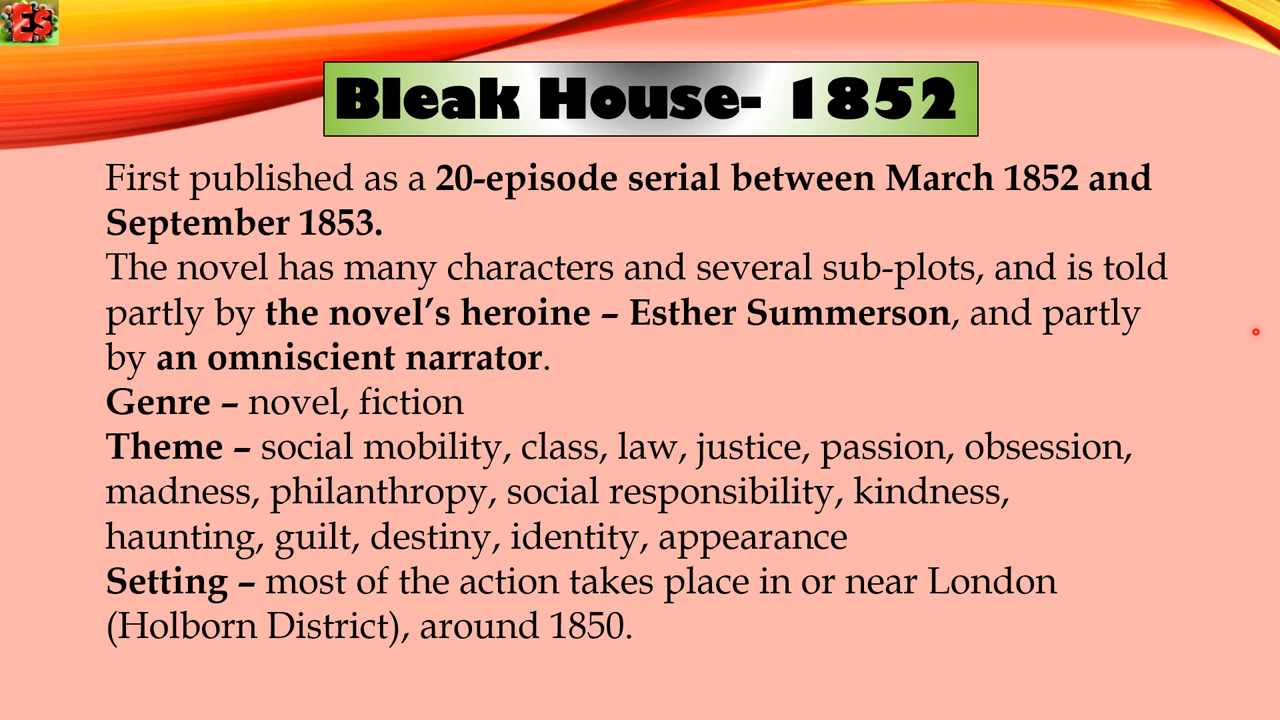 ES
Bleak House- 1852
First published as a 20-episode serial between March 1852 and
September 1853.
The novel has many characters and several sub-plots, and is told
partly by the novel’s heroine – Esther Summerson, and partly
by an omniscient narrator.
Genre – novel, fiction
Theme – social mobility, class, law, justice, passion, obsession,
madness, philanthropy, social responsibility, kindness,
haunting, guilt, destiny, identity, appearance
Setting – most of the action takes place in or near London
(Holborn District), around 1850.